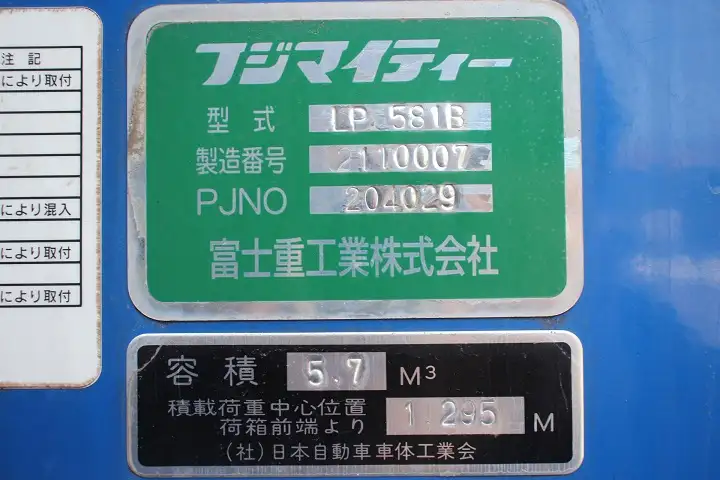 注 記
により取付
により混入
により取付
により取付
フジマイティー
型式 LP 581B
製造番号 2110007
PJNO 204029
富士重工業株式会社
容積 5.7 M³
積載荷重中心位置
荷箱前端より 1.295 M
(社)日本自動車車体工業会